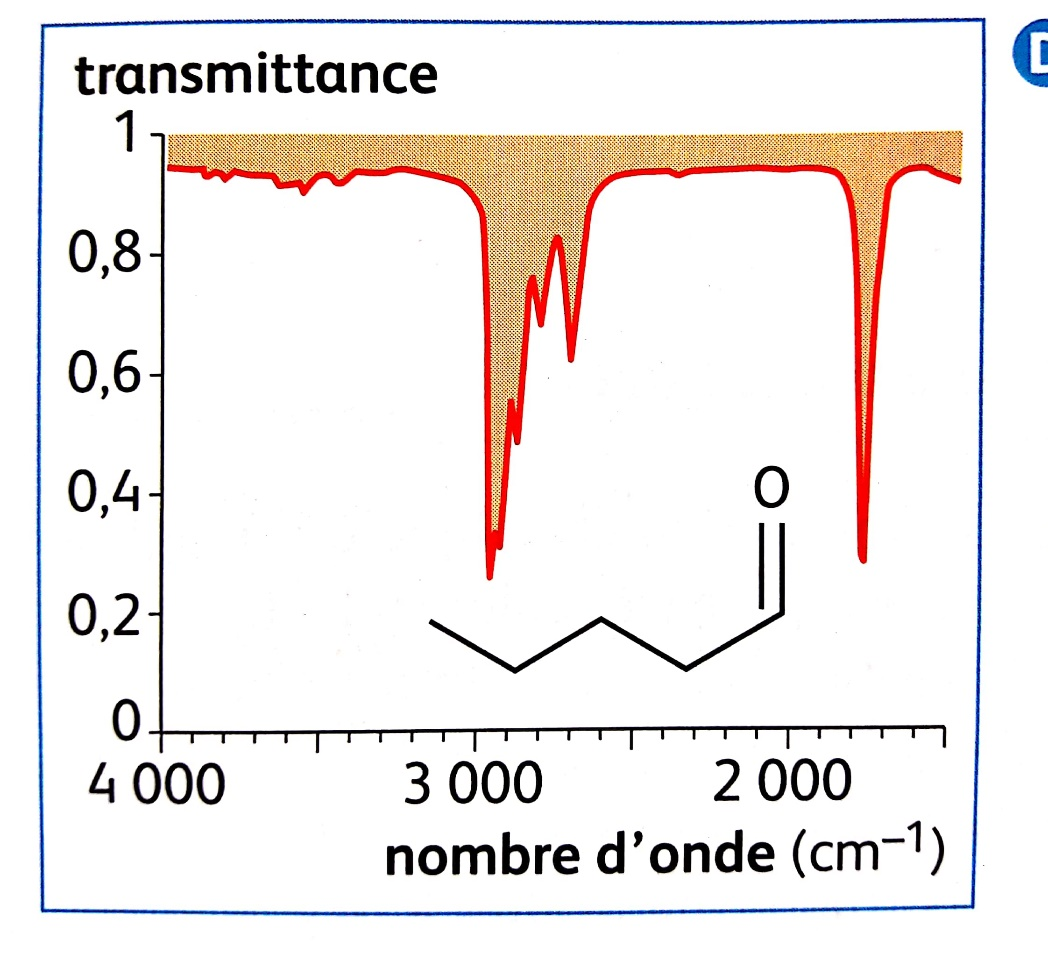 transmittance
D
1
0,8
0,6
0,4
O
0,2
0
4 000 3 000 2 000
nombre d’onde (cm⁻¹)